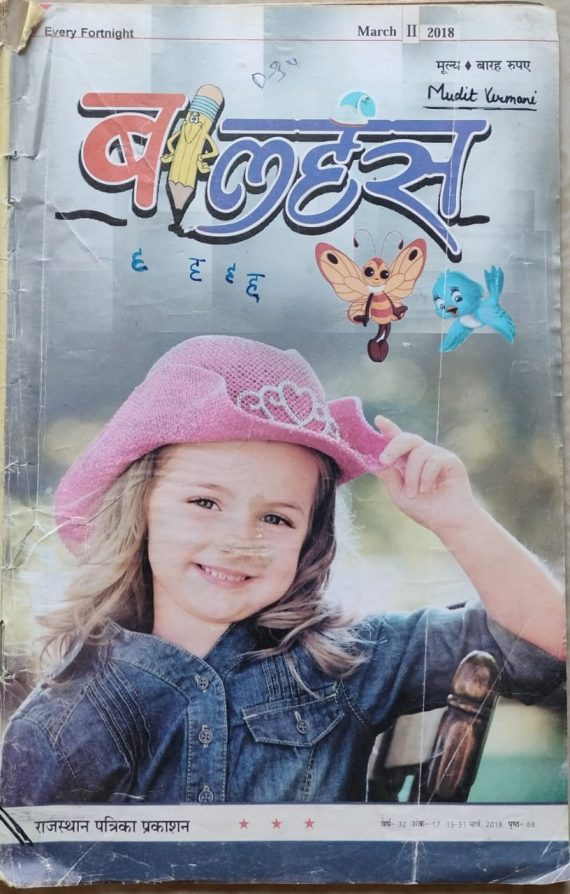 Every Fortnight
March II 2018
मूल्य ♦ बारह रुपए
Mudit Vermani
बालहंस
ह ह ह ह
राजस्थान पत्रिका प्रकाशन ★ ★ ★ वर्ष- 32 अंक- 17 15-31 मार्च, 2018 पृष्ठ- 68